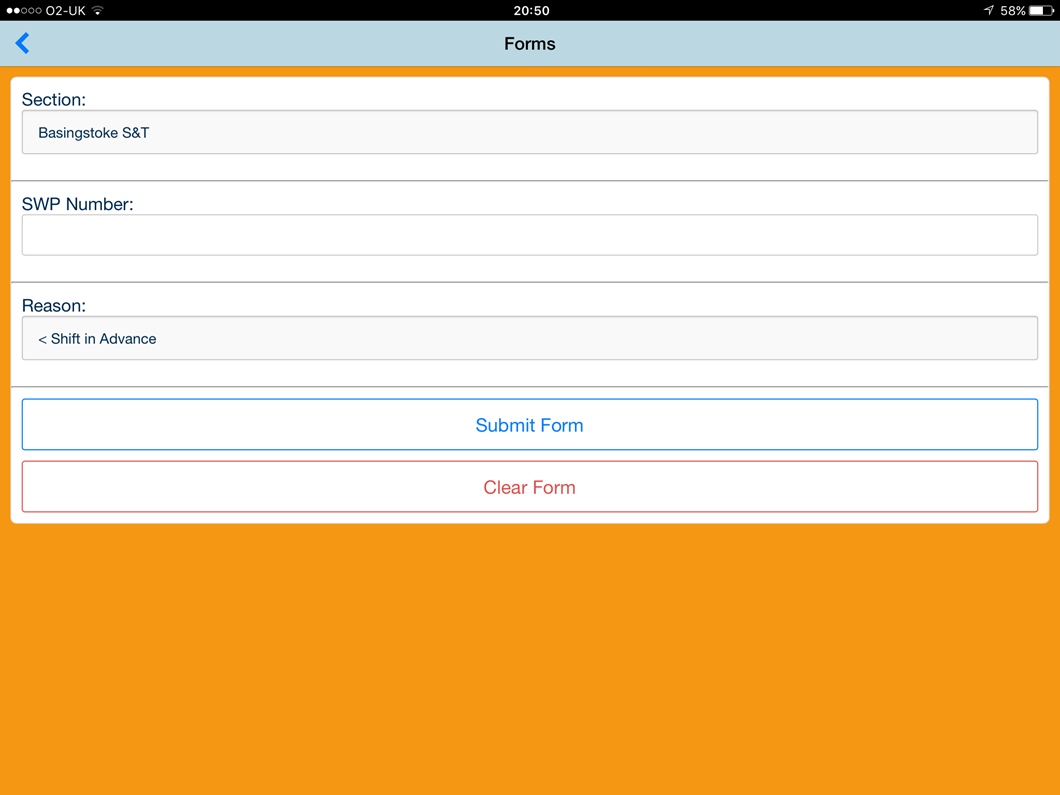 O2-UK 20:50 58%
Forms
Section:
Basingstoke S&T
SWP Number:
Reason:
< Shift in Advance
Submit Form
Clear Form